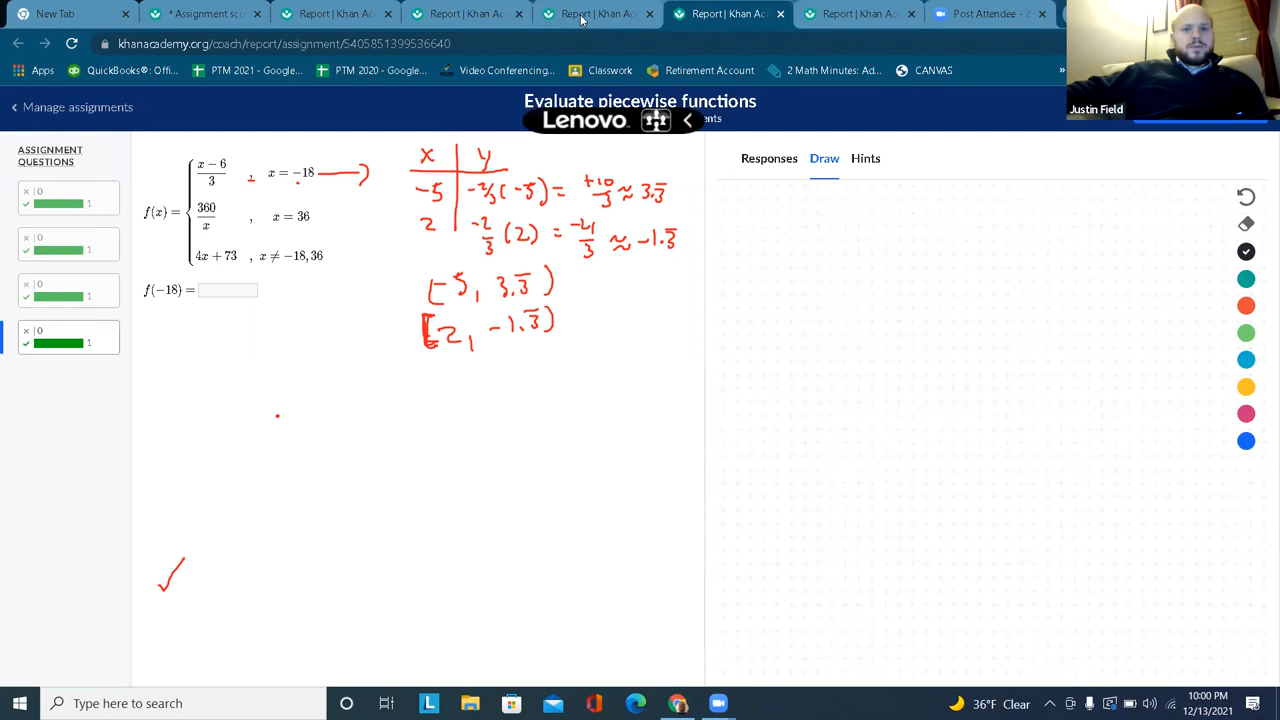 New Tab
* Assignment sco
Report | Khan Ac
Report | Khan Ac
Report | Khan Ac
Report | Khan Ac
Report | Khan Ac
Post Attendee - Z
khanacademy.org/coach/report/assignment/5405851399536640
Apps
QuickBooks®: Onl...
PTM 2021 - Google...
PTM 2020 - Google...
Video Conferencing,...
Classwork
Retirement Account
2 Math Minutes: Ad...
CANVAS
»
Justin Field
Manage assignments
Evaluate piecewise functions
Lenovo
ents
ASSIGNMENT
QUESTIONS
× | 0
✓ 1
× | 0
✓ 1
× | 0
✓ 1
× | 0
✓ 1
f(x) = { (x − 6)/3 , x = −18
360/x , x = 36
4x + 73 , x ≠ −18, 36
f(−18) =
x | y
-5 | -2/3 (-5) = +10/3 ≈ 3.3̅
2 | -2/3 (2) = -4/3 ≈ -1.3̅
(-5, 3.3̅)
[2, -1.3̅)
Responses
Draw
Hints
Type here to search
36°F Clear
10:00 PM
12/13/2021